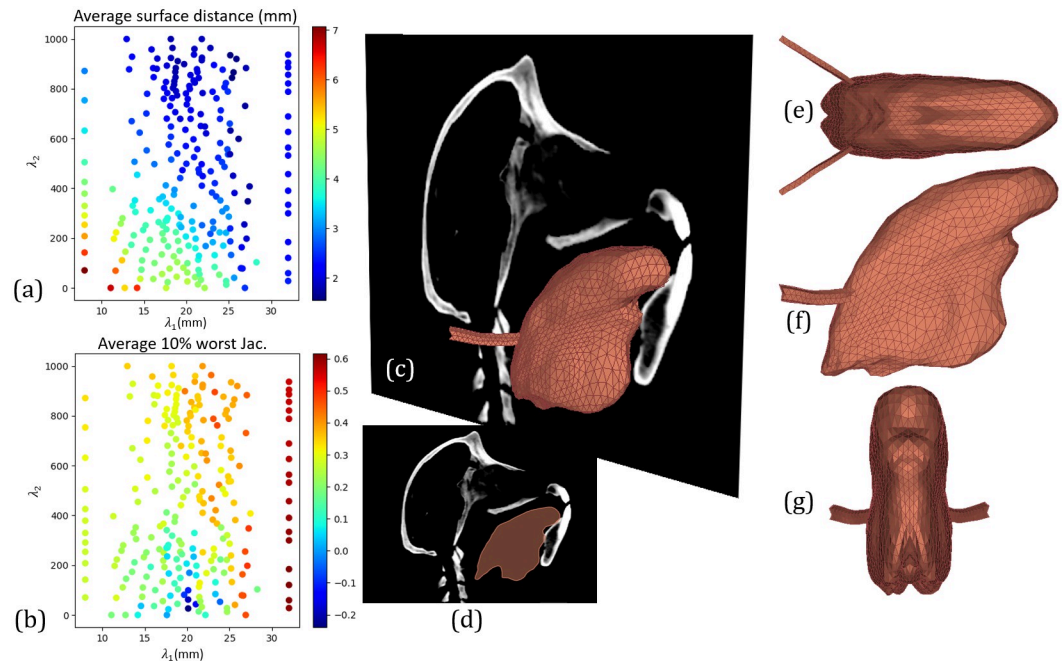 Average surface distance (mm)
1000
800
600
400
200
0
λ₂
10 15 20 25 30
λ₁(mm)
7
6
5
4
3
2
(a)
Average 10% worst Jac.
1000
800
600
400
200
0
λ₂
10 15 20 25 30
λ₁(mm)
0.6
0.5
0.4
0.3
0.2
0.1
0.0
−0.1
−0.2
(b)
(c)
(d)
(e)
(f)
(g)